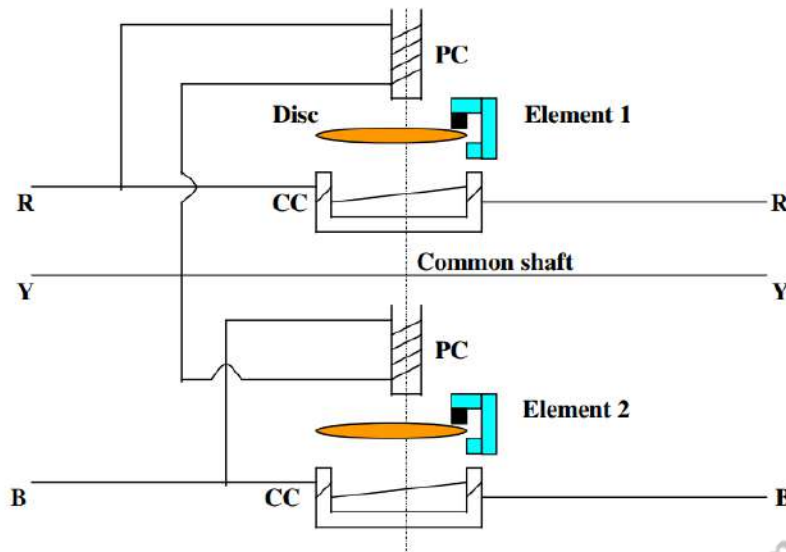 PC
Disc
Element 1
R
CC
R
Common shaft
Y
Y
PC
Element 2
B
CC
B